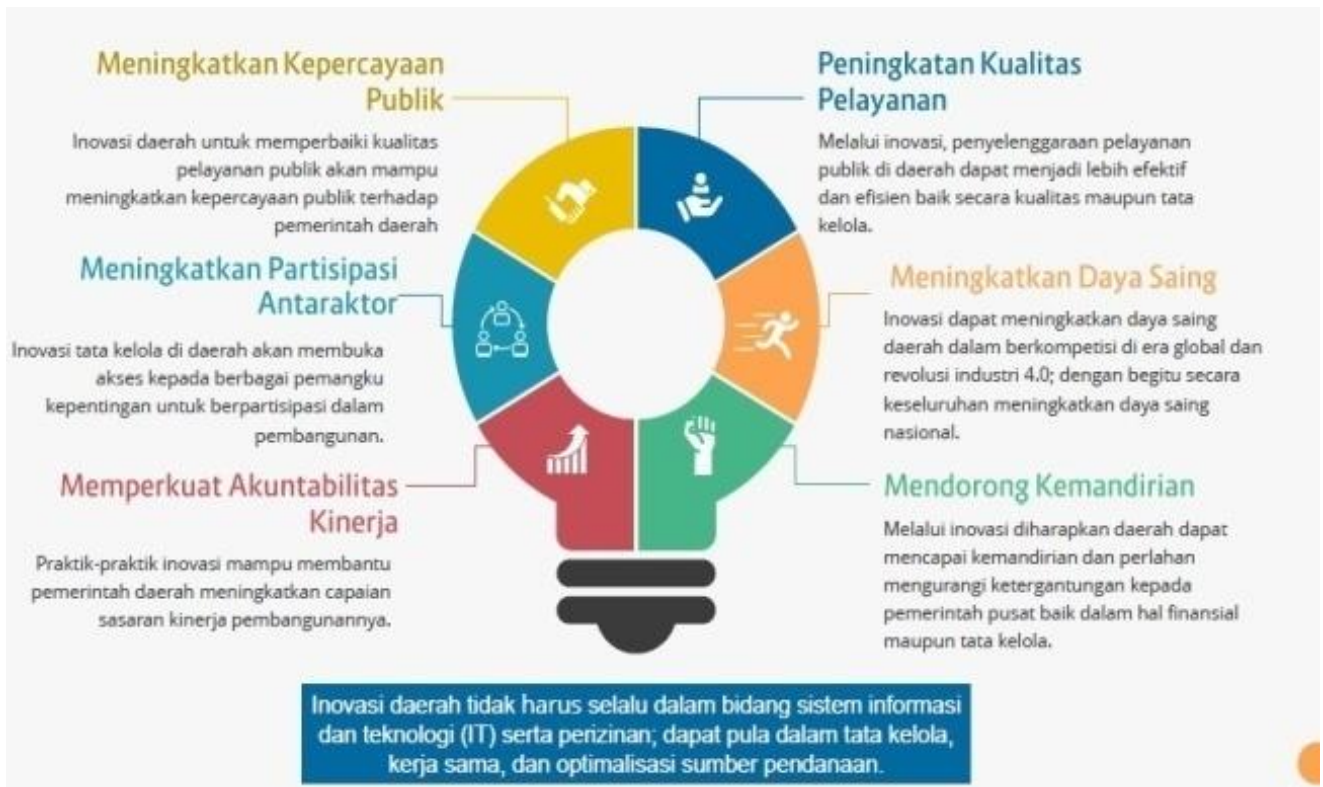 Meningkatkan Kepercayaan
Publik
Inovasi daerah untuk memperbaiki kualitas
pelayanan publik akan mampu
meningkatkan kepercayaan publik terhadap
pemerintah daerah
Meningkatkan Partisipasi
Antaraktor
Inovasi tata kelola di daerah akan membuka
akses kepada berbagai pemangku
kepentingan untuk berpartisipasi dalam
pembangunan.
Memperkuat Akuntabilitas
Kinerja
Praktik-praktik inovasi mampu membantu
pemerintah daerah meningkatkan capaian
sasaran kinerja pembangunannya.
Peningkatan Kualitas
Pelayanan
Melalui inovasi, penyelenggaraan pelayanan
publik di daerah dapat menjadi lebih efektif
dan efisien baik secara kualitas maupun tata
kelola.
Meningkatkan Daya Saing
Inovasi dapat meningkatkan daya saing
daerah dalam berkompetisi di era global dan
revolusi industri 4.0; dengan begitu secara
keseluruhan meningkatkan daya saing
nasional.
Mendorong Kemandirian
Melalui inovasi diharapkan daerah dapat
mencapai kemandirian dan perlahan
mengurangi ketergantungan kepada
pemerintah pusat baik dalam hal finansial
maupun tata kelola.
Inovasi daerah tidak harus selalu dalam bidang sistem informasi
dan teknologi (IT) serta perizinan; dapat pula dalam tata kelola,
kerja sama, dan optimalisasi sumber pendanaan.